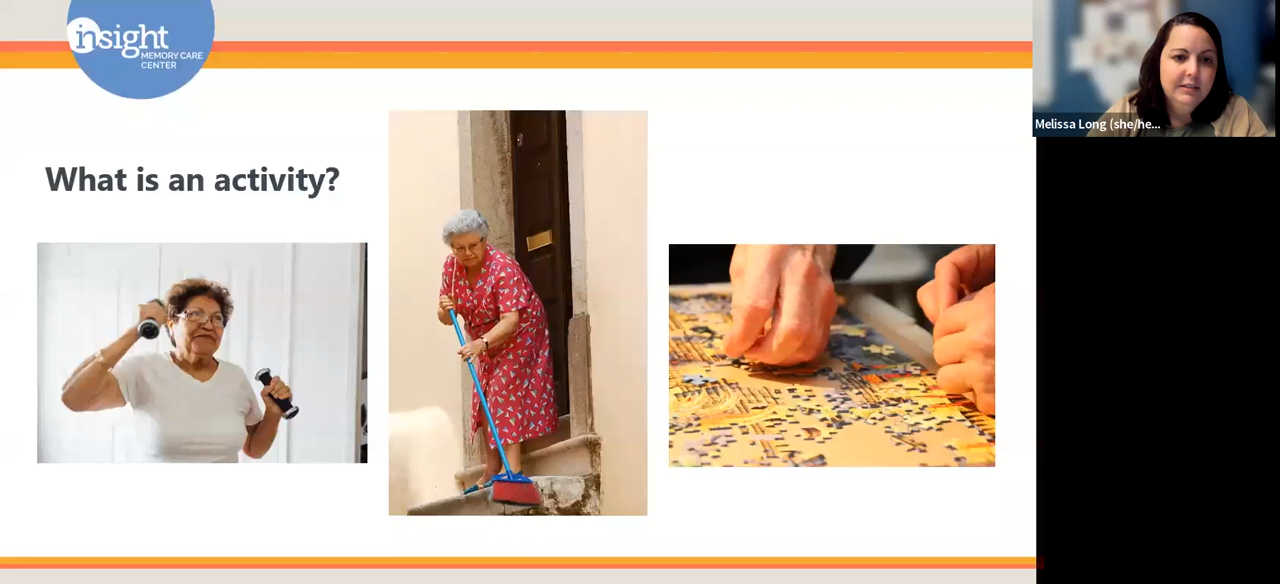 insight
MEMORY CARE
CENTER
Melissa Long (she/he...
What is an activity?